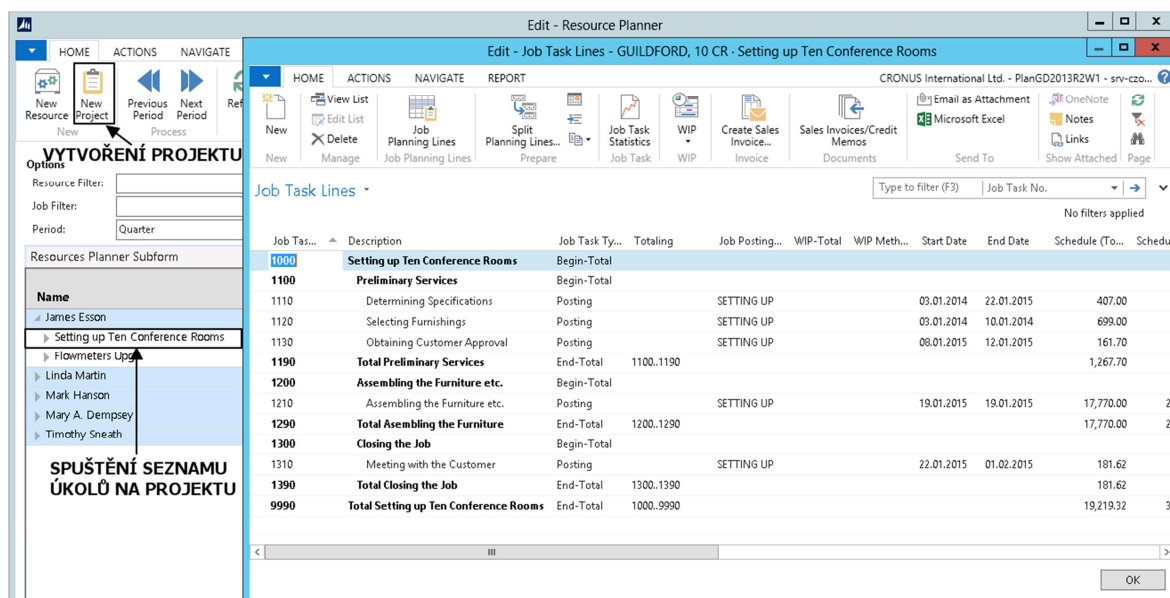 Edit - Resource Planner
HOME ACTIONS NAVIGATE
New Resource
New Project
Previous Period
Next Period
New
Process
VYTVOŘENÍ PROJEKTU
Options
Resource Filter:
Job Filter:
Period: Quarter
Resources Planner Subform
Name
James Esson
Setting up Ten Conference Rooms
Flowmeters
Linda Martin
Mark Hanson
Mary A. Dempsey
Timothy Sneath
SPUŠTĚNÍ SEZNAMU
ÚKOLŮ NA PROJEKTU
Edit - Job Task Lines - GUILDFORD, 10 CR · Setting up Ten Conference Rooms
HOME ACTIONS NAVIGATE REPORT
CRONUS International Ltd. - PlanGD2013R2W1 - srv-czo...
New
View List
Edit List
Delete
Job Planning Lines
Split Planning Lines...
Job Task Statistics
WIP
Create Sales Invoice...
Sales Invoices/Credit Memos
Email as Attachment
Microsoft Excel
OneNote
Notes
Links
New Manage Job Planning Lines Prepare Job Task WIP Invoice Documents Send To Show Attached Page
Job Task Lines
Type to filter (F3) Job Task No.
No filters applied
Job Tas... Description Job Task Ty... Totaling Job Posting... WIP-Total WIP Meth... Start Date End Date Schedule (To... Schedu
1000 Setting up Ten Conference Rooms Begin-Total
1100 Preliminary Services Begin-Total
1110 Determining Specifications Posting SETTING UP 03.01.2014 22.01.2015 407.00
1120 Selecting Furnishings Posting SETTING UP 03.01.2014 10.01.2014 699.00
1130 Obtaining Customer Approval Posting SETTING UP 08.01.2015 12.01.2015 161.70
1190 Total Preliminary Services End-Total 1100..1190 1,267.70
1200 Assembling the Furniture etc. Begin-Total
1210 Assembling the Furniture etc. Posting SETTING UP 19.01.2015 19.01.2015 17,770.00 2
1290 Total Asembling the Furniture End-Total 1200..1290 17,770.00 2
1300 Closing the Job Begin-Total
1310 Meeting with the Customer Posting SETTING UP 22.01.2015 01.02.2015 181.62
1390 Total Closing the Job End-Total 1300..1390 181.62
9990 Total Setting up Ten Conference Rooms End-Total 1000..9990 19,219.32 3
OK